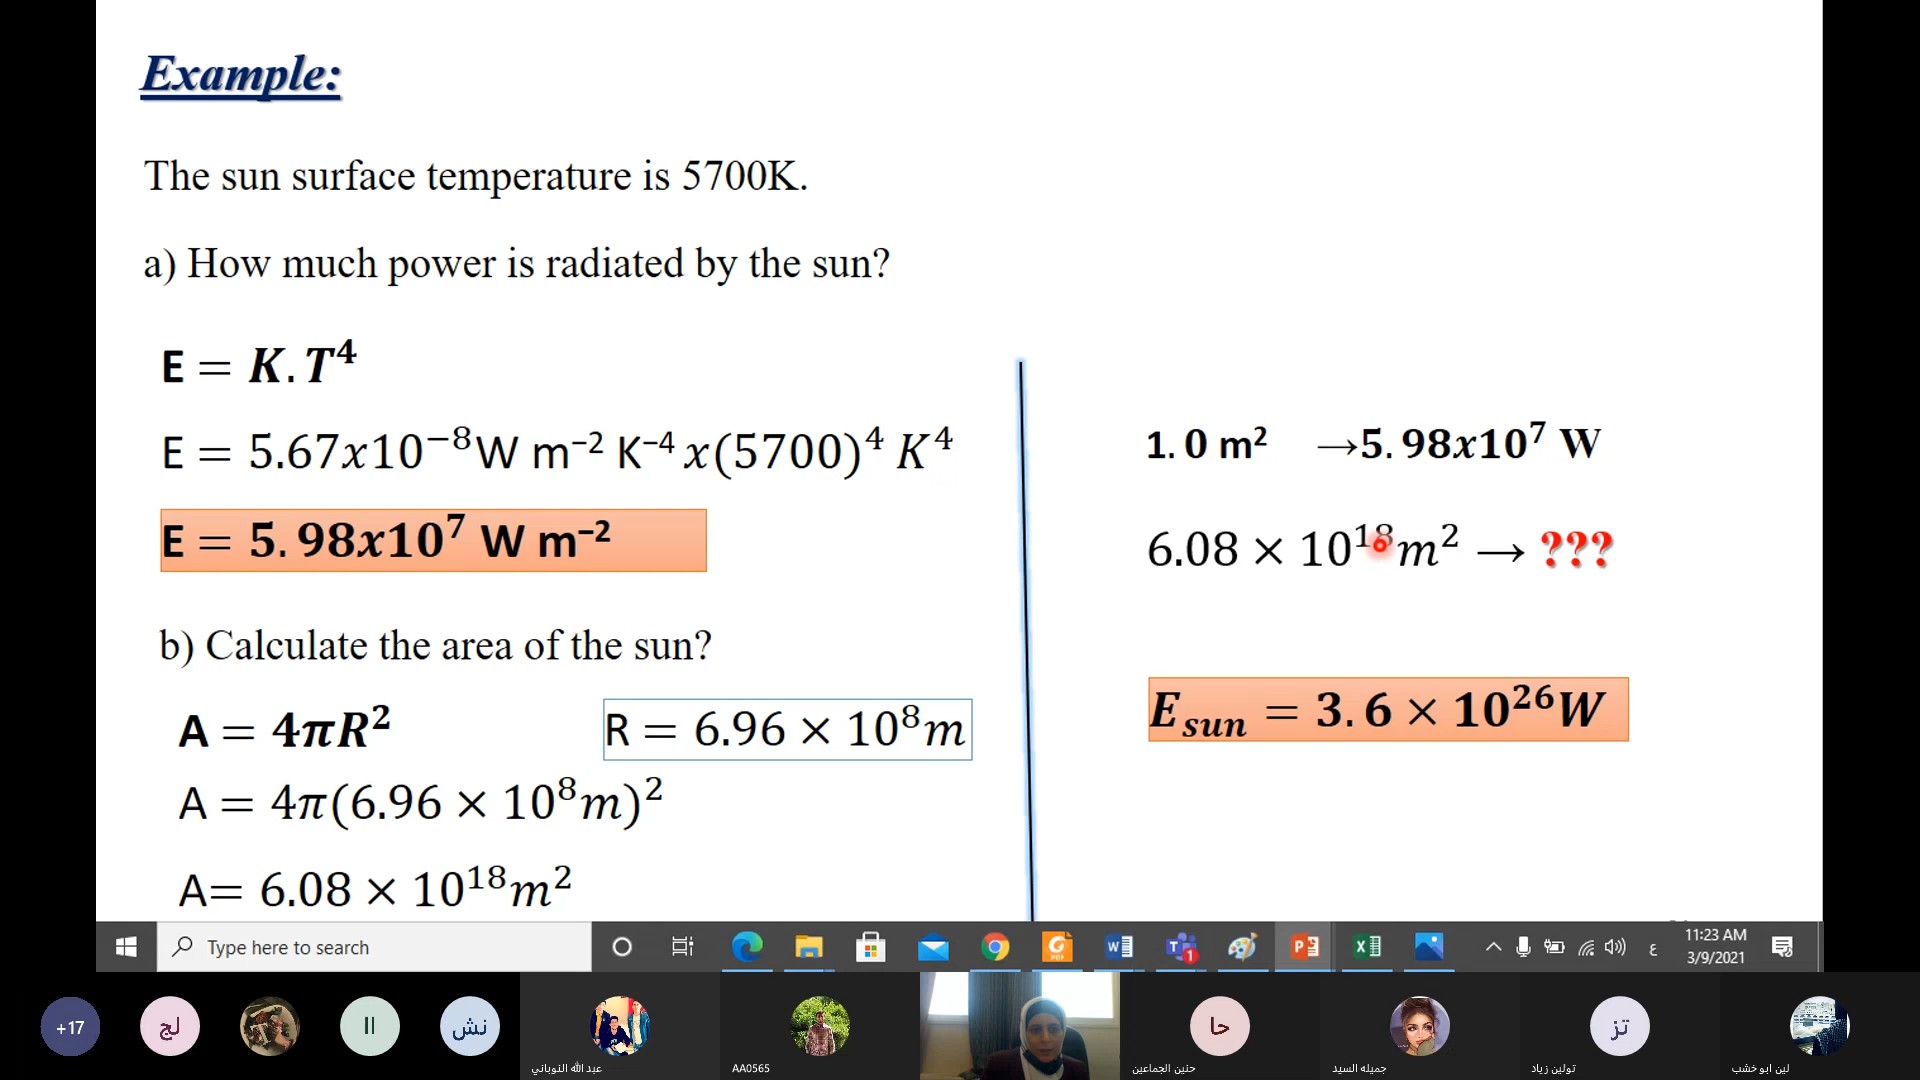 Example:
The sun surface temperature is 5700K.
a) How much power is radiated by the sun?
E = K.T⁴
E = 5.67x10⁻⁸W m⁻² K⁻⁴ x(5700)⁴ K⁴
E = 5.98x10⁷ W m⁻²
b) Calculate the area of the sun?
A = 4πR²
R = 6.96 × 10⁸m
A = 4π(6.96 × 10⁸m)²
A= 6.08 × 10¹⁸m²
1.0 m² →5.98x10⁷ W
6.08 × 10¹⁸m² → ???
E_sun = 3.6 × 10²⁶W
Type here to search
1
ع
11:23 AM
3/9/2021
+17
لج
اا
نش
عبد الله النوباني
AA0565
حا
حنين الجماعين
جميله السيد
تز
تولين زياد
لين ابو خشب